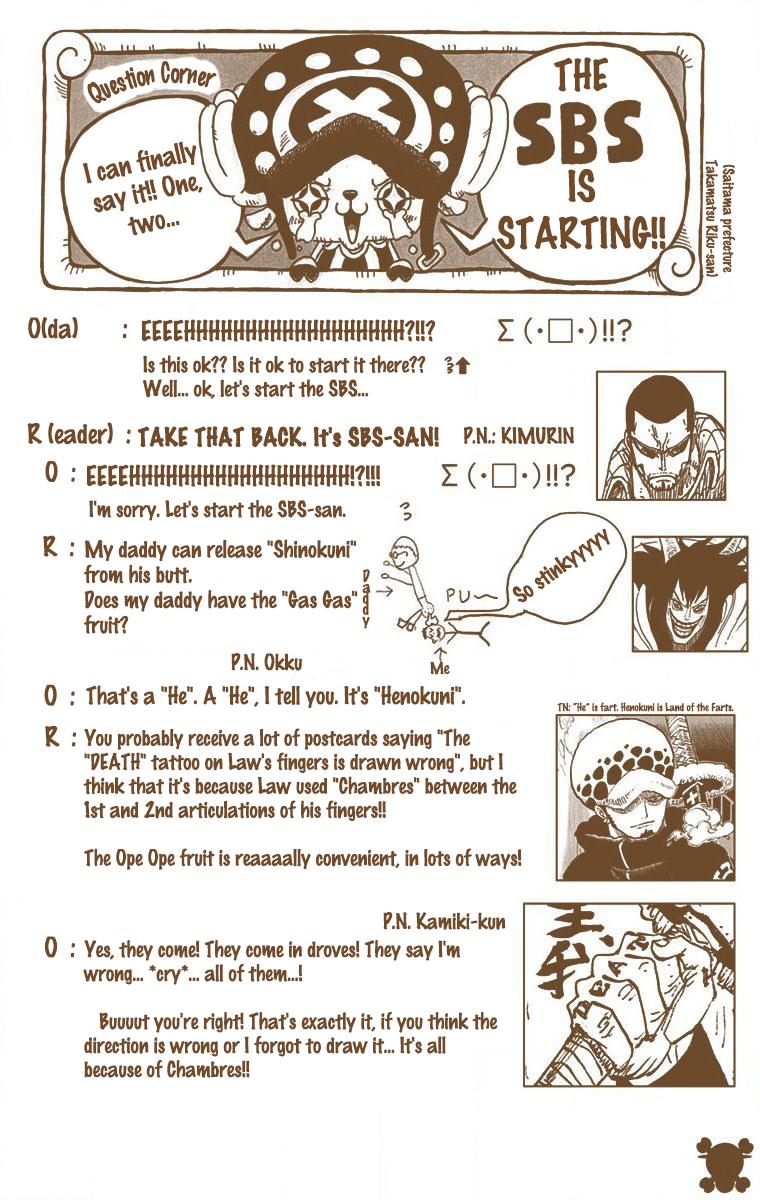 Question Corner
I can finally
say it!! One,
two...
THE
SBS
IS
STARTING!!
(Saitama prefecture
Takamatsu Riku-san)
O(da) : EEEEHHHHHHHHHHHHHHHHHH?!!? Σ (・□・)!!?
Is this ok?? Is it ok to start it there??
Well... ok, let's start the SBS...
R (eader) : TAKE THAT BACK. It's SBS-SAN! P.N.: KIMURIN
O : EEEEHHHHHHHHHHHHHHHHHH!?!!! Σ (・□・)!!?
I'm sorry. Let's start the SBS-san.
R : My daddy can release "Shinokuni"
from his butt.
Does my daddy have the "Gas Gas"
fruit?
Daddy
PU~
So stinkyyyyy
Me
P.N. Okku
O : That's a "He". A "He", I tell you. It's "Henokuni".
TN: "He" is fart. Henokuni is Land of the Farts.
R : You probably receive a lot of postcards saying "The
"DEATH" tattoo on Law's fingers is drawn wrong", but I
think that it's because Law used "Chambres" between the
1st and 2nd articulations of his fingers!!
The Ope Ope fruit is reaaaally convenient, in lots of ways!
P.N. Kamiki-kun
O : Yes, they come! They come in droves! They say I'm
wrong... *cry*... all of them...!
Buuuut you're right! That's exactly it, if you think the
direction is wrong or I forgot to draw it... It's all
because of Chambres!!